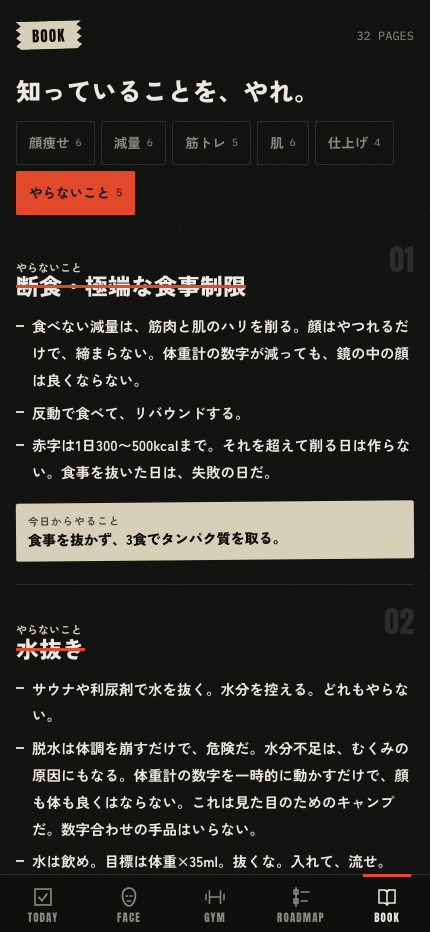 BOOK
32 PAGES
知っていることを、やれ。
顔痩せ 6
減量 6
筋トレ 5
肌 6
仕上げ 4
やらないこと 5
01
やらないこと
断食・極端な食事制限
食べない減量は、筋肉と肌のハリを削る。顔はやつれるだ
けで、締まらない。体重計の数字が減っても、鏡の中の顔
は良くならない。
反動で食べて、リバウンドする。
赤字は1日300〜500kcalまで。それを超えて削る日は作らな
い。食事を抜いた日は、失敗の日だ。
今日からやること
食事を抜かず、3食でタンパク質を取る。
02
やらないこと
水抜き
サウナや利尿剤で水を抜く。水分を控える。どれもやらな
い。
脱水は体調を崩すだけで、危険だ。水分不足は、むくみの
原因にもなる。体重計の数字を一時的に動かすだけで、顔
も体も良くはならない。これは見た目のためのキャンプ
だ。数字合わせの手品はいらない。
水は飲め。目標は体重×35ml。抜くな。入れて、流せ。
TODAY
FACE
GYM
ROADMAP
BOOK